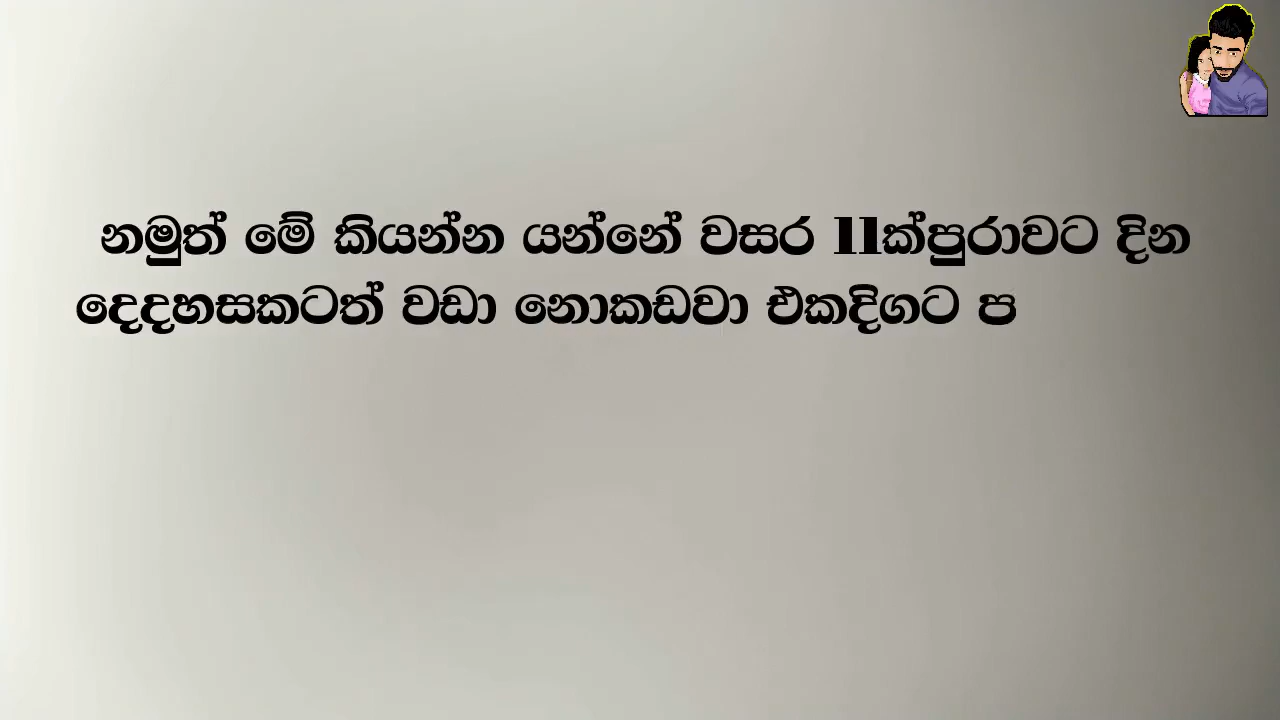 නමුත් මේ කියන්න යන්නේ වසර 11ක්පුරාවට දින
දෙදහසකටත් වඩා නොකඩවා එකදිගට ප